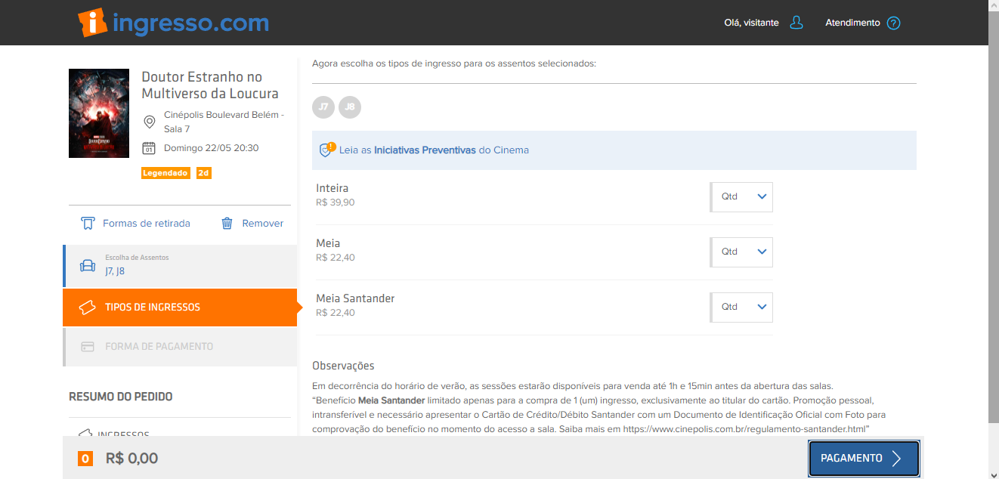 ingresso.com
Olá, visitante
Atendimento
Doutor Estranho no
Multiverso da Loucura
Cinépolis Boulevard Belém -
Sala 7
Domingo 22/05 20:30
Legendado 2d
Formas de retirada
Remover
Escolha de Assentos
J7, J8
TIPOS DE INGRESSOS
FORMA DE PAGAMENTO
RESUMO DO PEDIDO
INGRESSOS
Agora escolha os tipos de ingresso para os assentos selecionados:
J7 J8
Leia as Iniciativas Preventivas do Cinema
Inteira
R$ 39,90
Qtd
Meia
R$ 22,40
Qtd
Meia Santander
R$ 22,40
Qtd
Observações
Em decorrência do horário de verão, as sessões estarão disponíveis para venda até 1h e 15min antes da abertura das salas.
“Benefício Meia Santander limitado apenas para a compra de 1 (um) ingresso, exclusivamente ao titular do cartão. Promoção pessoal,
intransferível e necessário apresentar o Cartão de Crédito/Débito Santander com um Documento de Identificação Oficial com Foto para
comprovação do benefício no momento do acesso a sala. Saiba mais em https://www.cinepolis.com.br/regulamento-santander.html”
0 R$ 0,00
PAGAMENTO